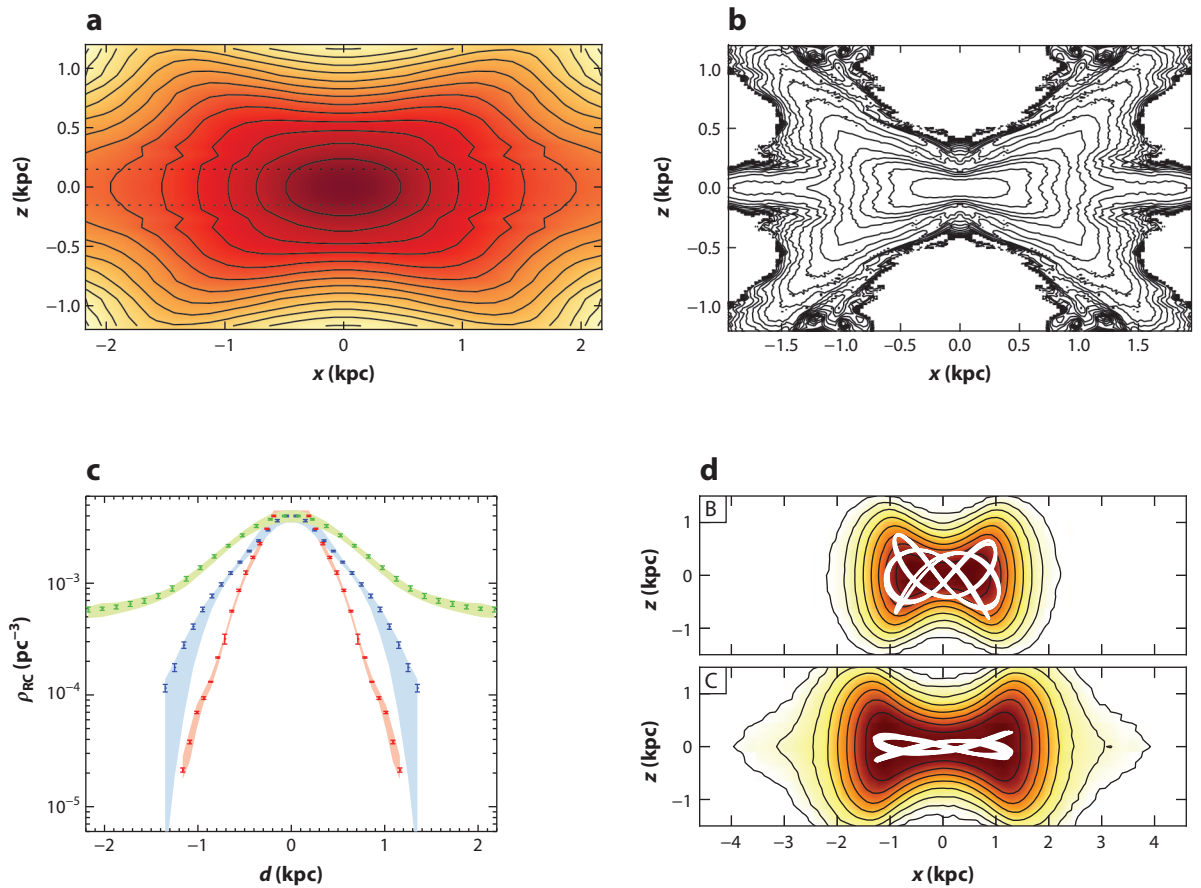 a
1.0
0.5
0.0
−0.5
−1.0
z (kpc)
−2 −1 0 1 2
x (kpc)
b
1.0
0.5
0.0
−0.5
−1.0
z (kpc)
−1.5 −1.0 −0.5 0.0 0.5 1.0 1.5
x (kpc)
c
10⁻³
10⁻⁴
10⁻⁵
ρRC (pc⁻³)
−2 −1 0 1 2
d (kpc)
d
B
1
0
−1
z (kpc)
C
1
0
−1
z (kpc)
−4 −3 −2 −1 0 1 2 3 4
x (kpc)